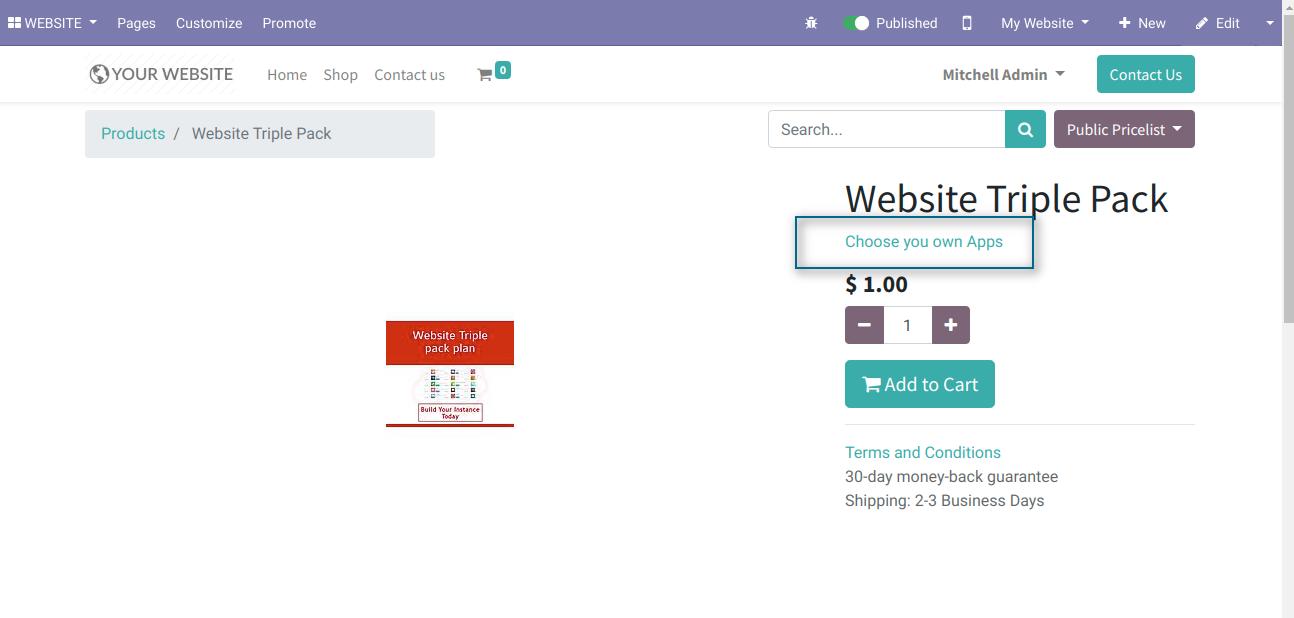 WEBSITE Pages Customize Promote Published My Website New Edit
YOUR WEBSITE Home Shop Contact us 0 Mitchell Admin Contact Us
Products / Website Triple Pack Search... Public Pricelist
Website Triple Pack
Choose you own Apps
$ 1.00
1
Website Triple
pack plan
Build Your Instance
Today
Add to Cart
Terms and Conditions
30-day money-back guarantee
Shipping: 2-3 Business Days